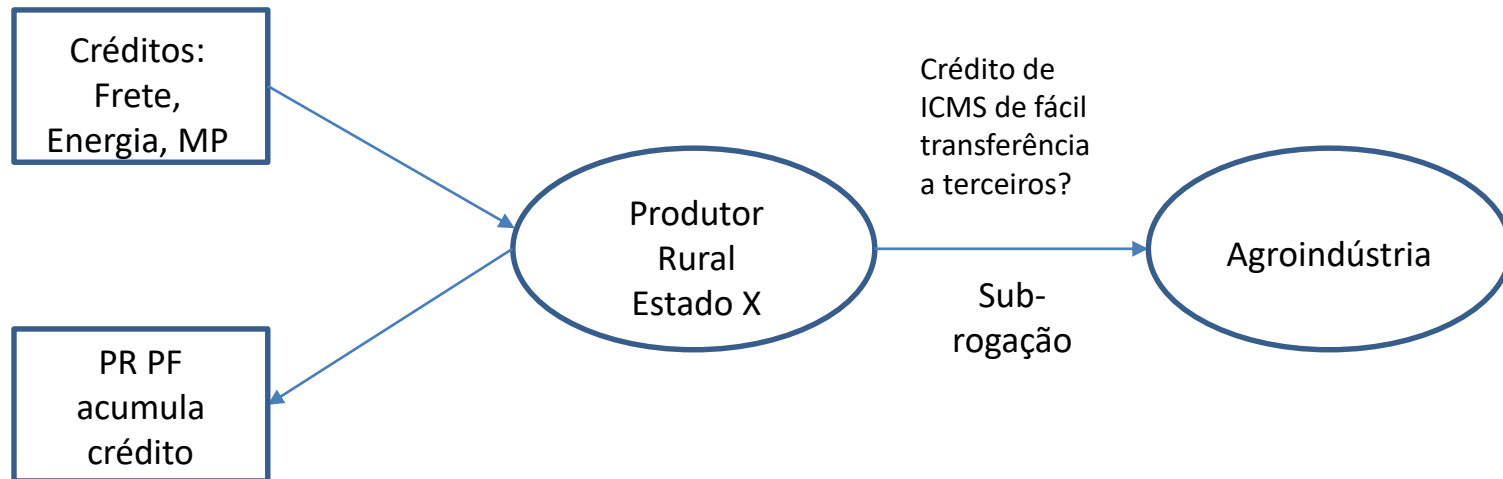 Créditos:
Frete,
Energia, MP
PR PF
acumula
crédito
Produtor
Rural
Estado X
Crédito de
ICMS de fácil
transferência
a terceiros?
Sub-
rogação
Agroindústria